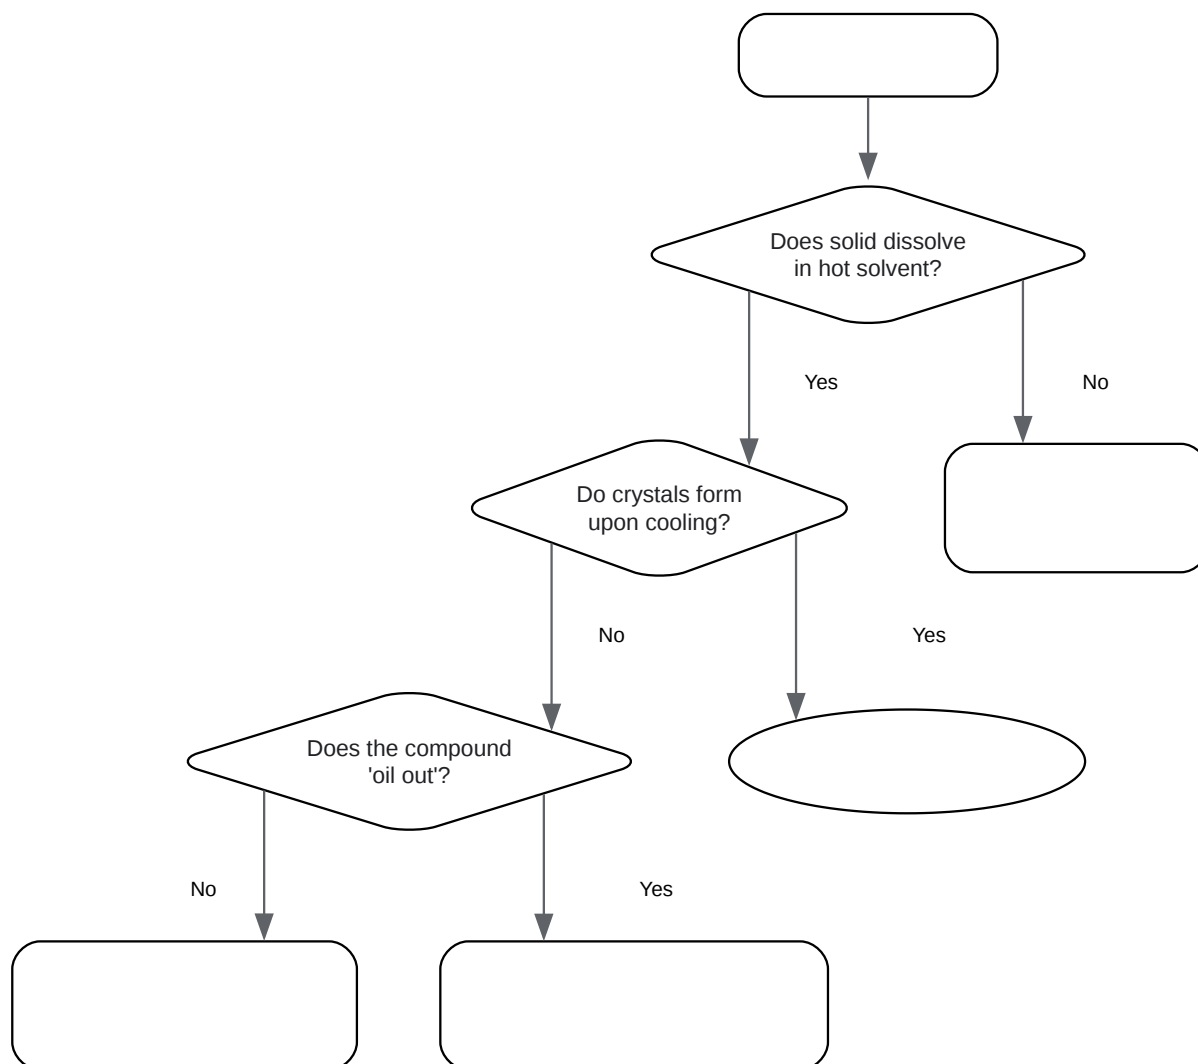 Does solid dissolve
in hot solvent?
Yes
No
Do crystals form
upon cooling?
No
Yes
Does the compound
'oil out'?
No
Yes